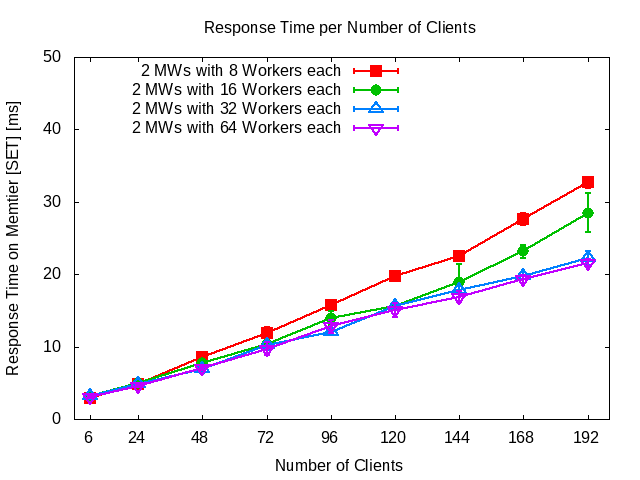 Response Time per Number of Clients
50
40
30
20
10
0
Response Time on Memtier [SET] [ms]
2 MWs with 8 Workers each
2 MWs with 16 Workers each
2 MWs with 32 Workers each
2 MWs with 64 Workers each
6 24 48 72 96 120 144 168 192
Number of Clients